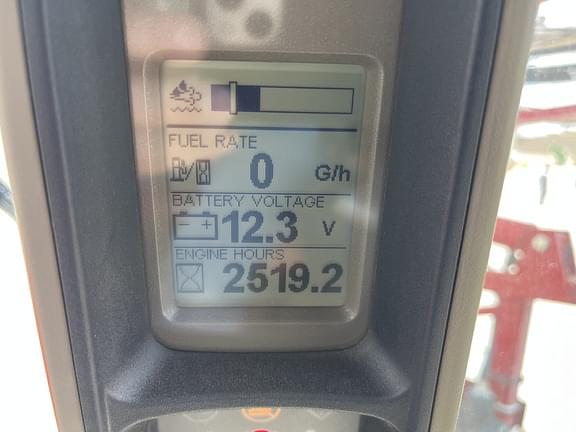 FUEL RATE
0 G/h
BATTERY VOLTAGE
- + 12.3 V
ENGINE HOURS
2519.2